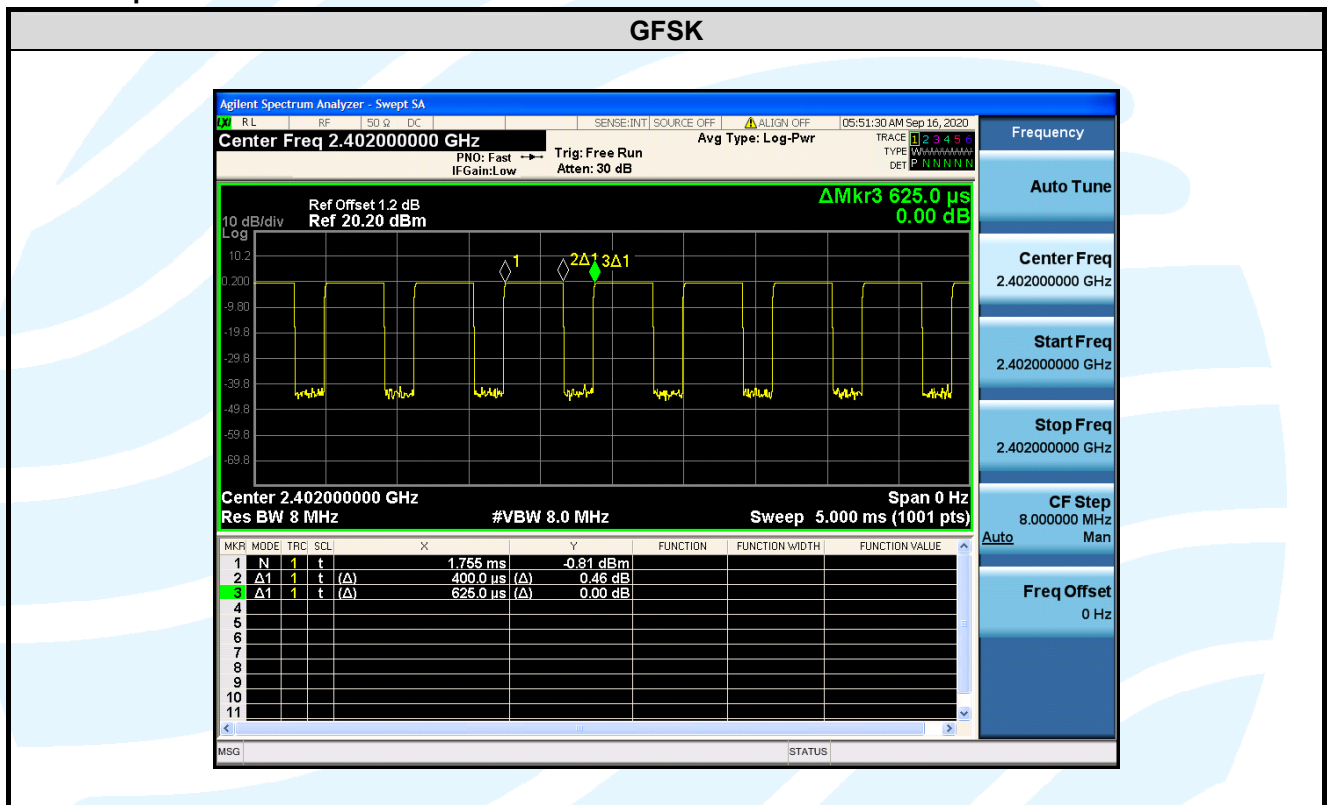 GFSK
Agilent Spectrum Analyzer - Swept SA
LXI RL RF 50 Ω DC SENSE:INT SOURCE OFF ALIGN OFF 05:51:30 AM Sep 16, 2020
Center Freq 2.402000000 GHz
PNO: Fast
IFGain:Low
Trig: Free Run
Atten: 30 dB
Avg Type: Log-Pwr
TRACE 1 2 3 4 5 6
TYPE
DET P N N N N N
ΔMkr3 625.0 µs
0.00 dB
Ref Offset 1.2 dB
10 dB/div Ref 20.20 dBm
Log
10.2
0.200
-9.80
-19.8
-29.8
-39.8
-49.8
-59.8
-69.8
1
2Δ1
3Δ1
Center 2.402000000 GHz Span 0 Hz
Res BW 8 MHz #VBW 8.0 MHz Sweep 5.000 ms (1001 pts)
MKR MODE TRC SCL X Y FUNCTION FUNCTION WIDTH FUNCTION VALUE
1 N 1 t 1.755 ms -0.81 dBm
2 Δ1 1 t (Δ) 400.0 µs (Δ) 0.46 dB
3 Δ1 1 t (Δ) 625.0 µs (Δ) 0.00 dB
4
5
6
7
8
9
10
11
MSG STATUS
Frequency
Auto Tune
Center Freq
2.402000000 GHz
Start Freq
2.402000000 GHz
Stop Freq
2.402000000 GHz
CF Step
8.000000 MHz
Auto Man
Freq Offset
0 Hz